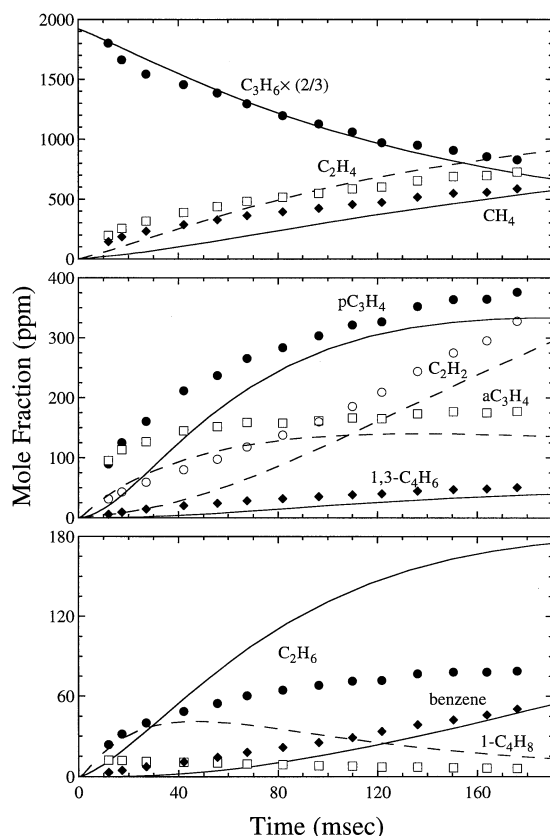 2000
1500
C3H6 × (2/3)
1000
C2H4
500
CH4
0
400
pC3H4
300
C2H2
200
aC3H4
100
1,3-C4H6
0
180
120
C2H6
60
benzene
1-C4H8
0
0 40 80 120 160
Mole Fraction (ppm)
Time (msec)